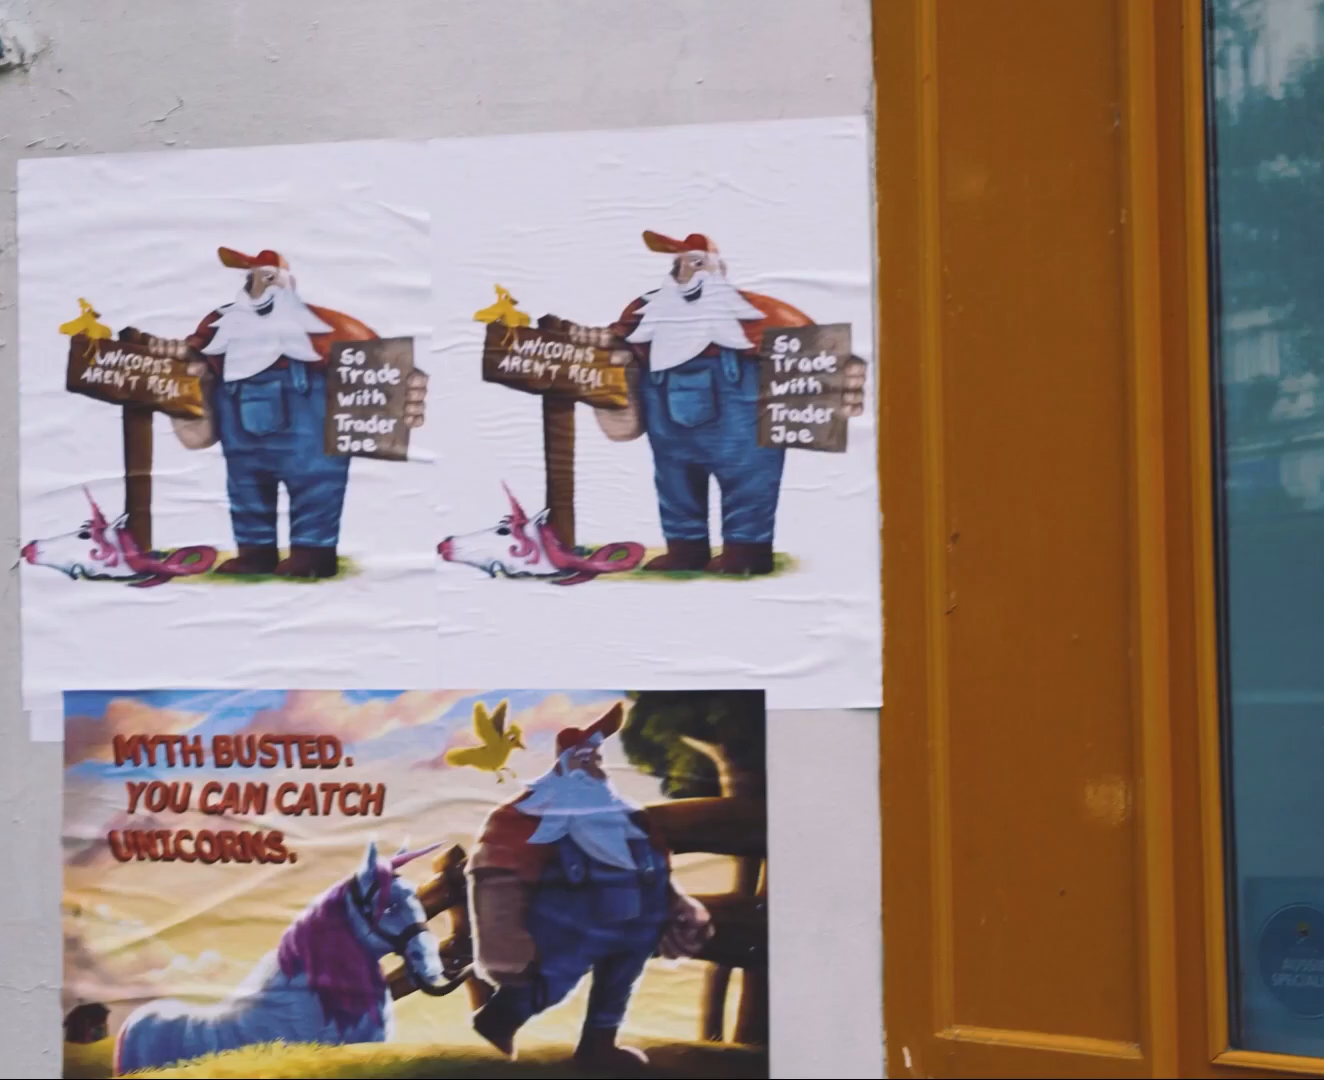 UNICORNS
AREN'T REAL
So
Trade
with
Trader
Joe
UNICORNS
AREN'T REAL
So
Trade
with
Trader
Joe
MYTH BUSTED.
YOU CAN CATCH
UNICORNS.